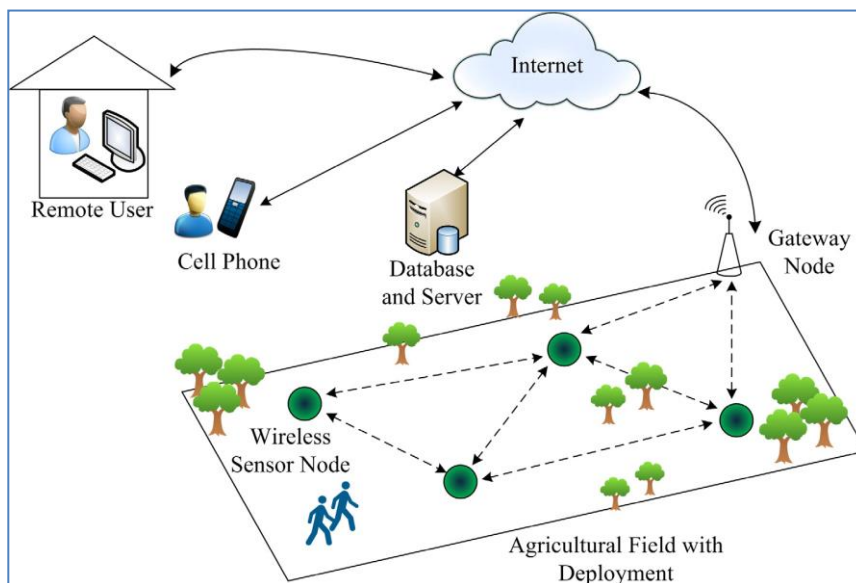 Internet
Remote User
Cell Phone
Database
and Server
Gateway
Node
Wireless
Sensor Node
Agricultural Field with
Deployment